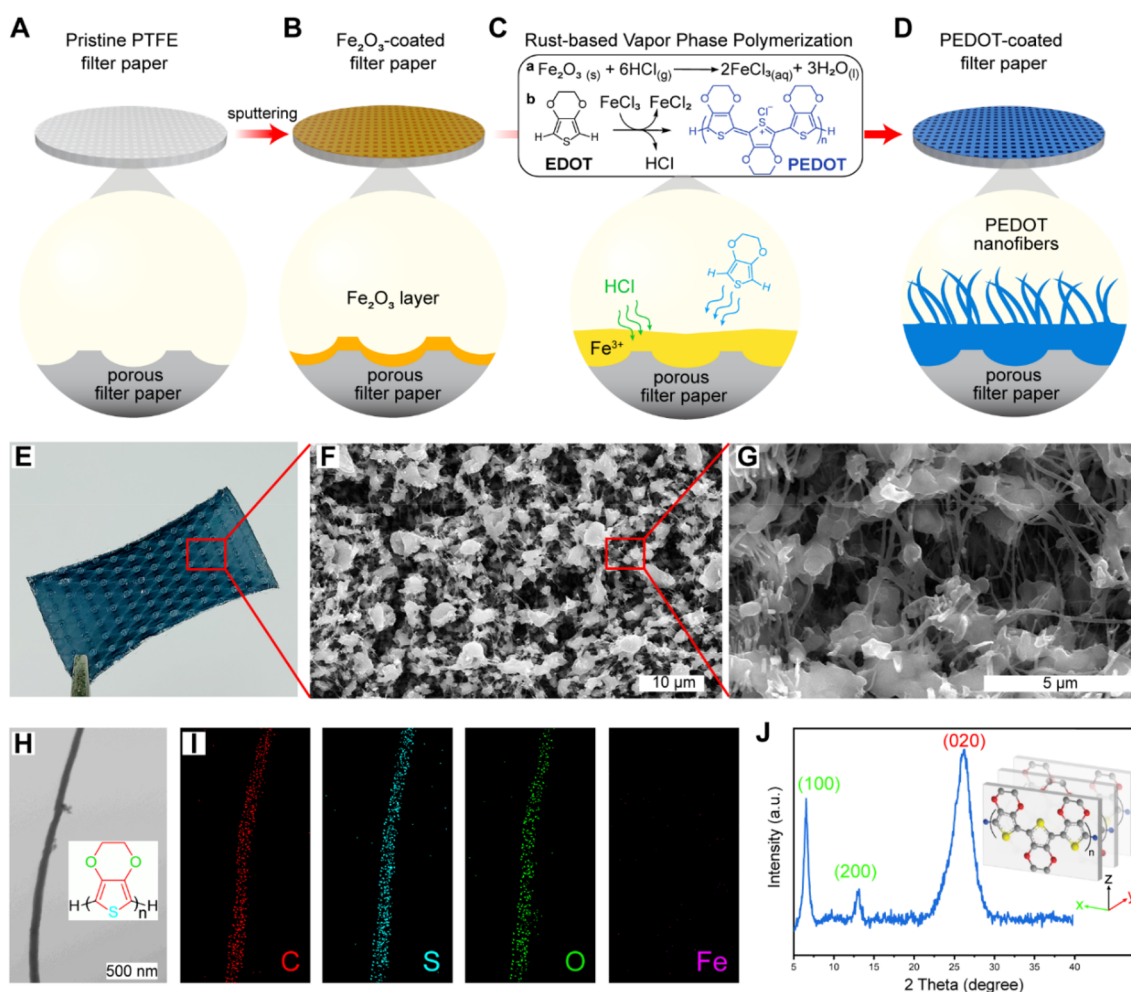 A
Pristine PTFE
filter paper
sputtering
B
Fe₂O₃-coated
filter paper
C
Rust-based Vapor Phase Polymerization
a Fe₂O₃ (s) + 6HCl(g) → 2FeCl₃(aq) + 3H₂O(l)
b
FeCl₃ FeCl₂
O O
H S H
EDOT
HCl
O O Cl⁻ O O
H S S+ S H n
O O
PEDOT
D
PEDOT-coated
filter paper
porous
filter paper
Fe₂O₃ layer
porous
filter paper
HCl
O O
H S H
Fe³⁺
porous
filter paper
PEDOT
nanofibers
porous
filter paper
E
F
10 µm
G
5 µm
H
O O
H S n H
500 nm
I
C
S
O
Fe
J
Intensity (a.u.)
(100)
(200)
(020)
n
z
x y
5 10 15 20 25 30 35 40
2 Theta (degree)